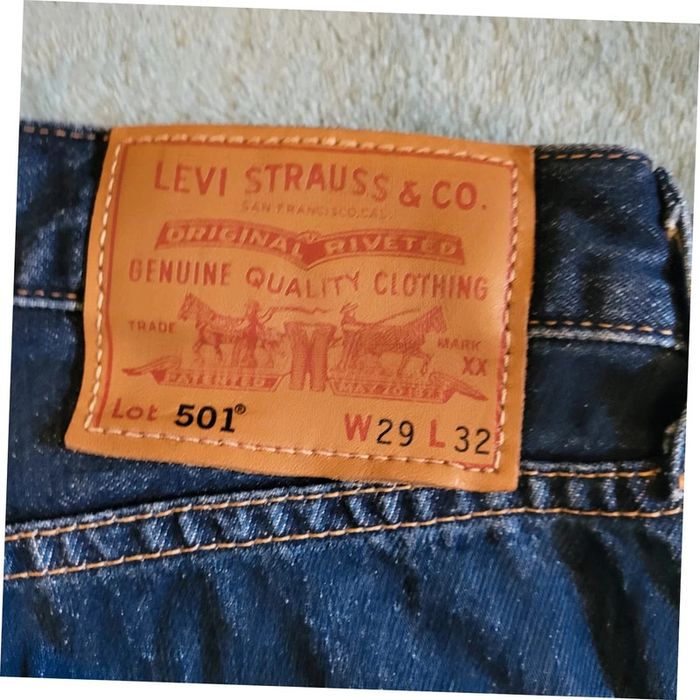 LEVI STRAUSS & CO.
SAN FRANCISCO, CAL.
ORIGINAL RIVETED
GENUINE QUALITY CLOTHING
TRADE MARK
XX
PATENTED MAY 20 1873
Lot 501® W29 L32